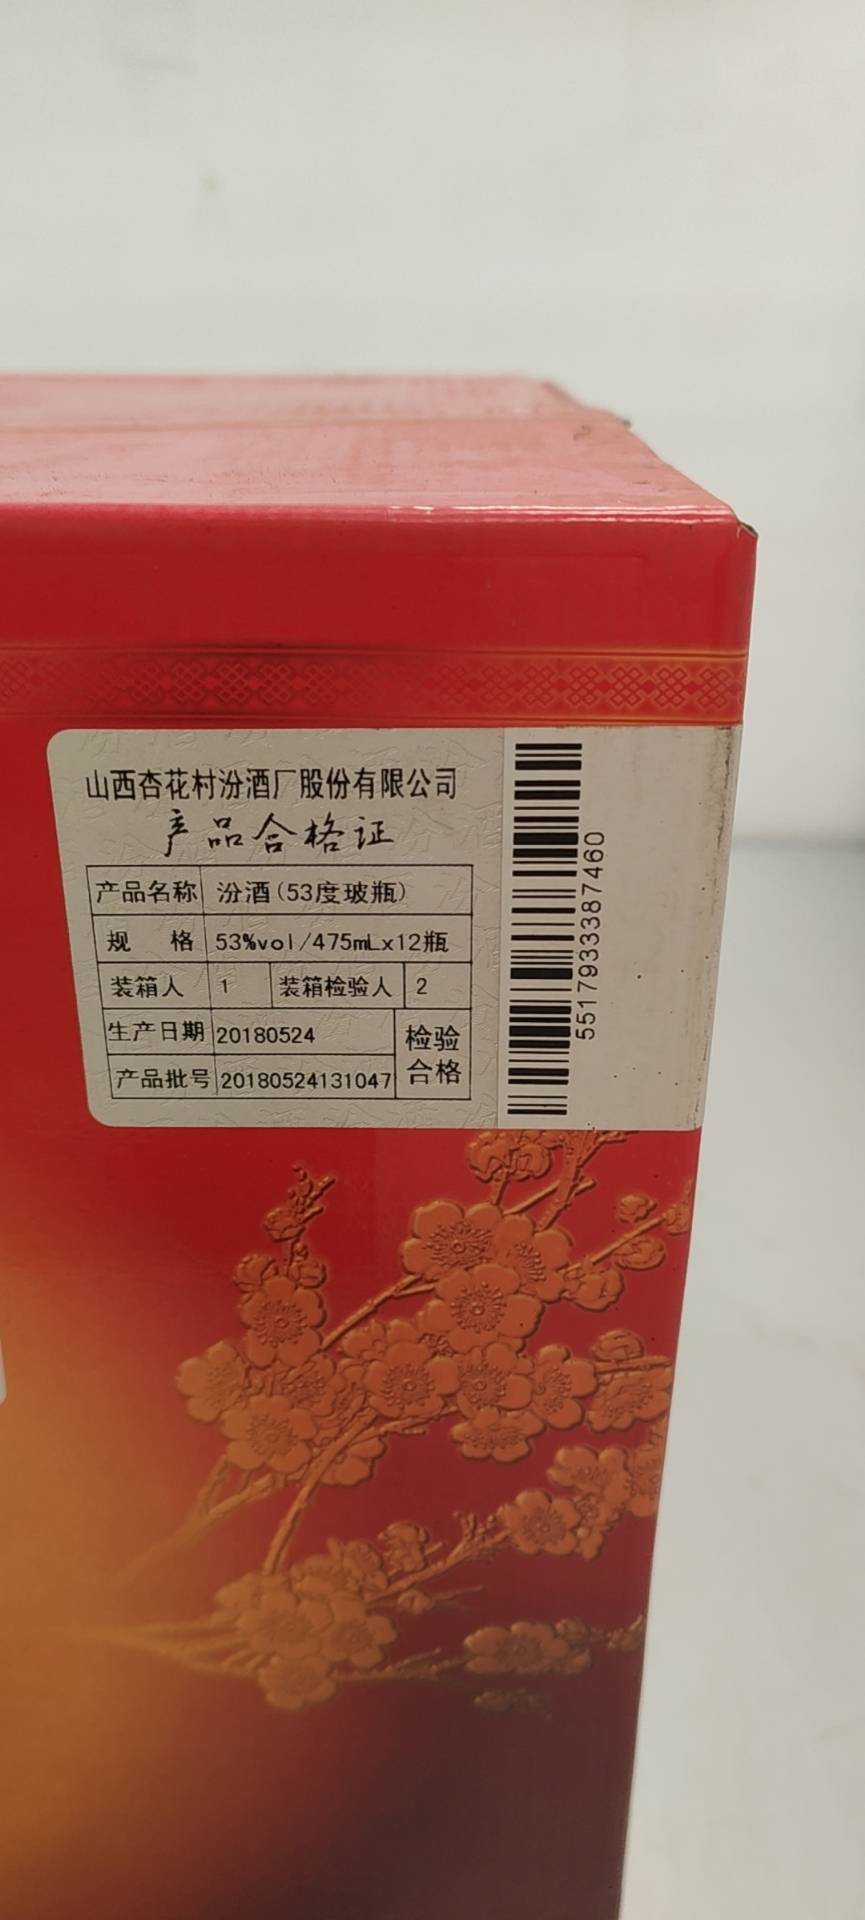 山西杏花村汾酒厂股份有限公司
产品合格证
产品名称 汾酒(53度玻瓶)
规 格 53%vol/475mLx12瓶
装箱人 1 装箱检验人 2
生产日期 20180524 检验
产品批号 20180524131047 合格
5517933387460